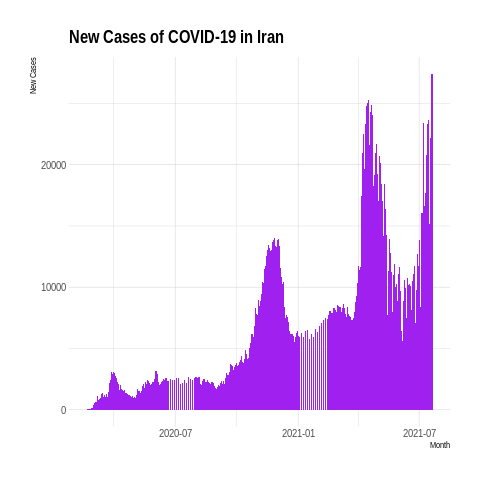 New Cases of COVID-19 in Iran
New Cases
20000
10000
0
2020-07
2021-01
2021-07
Month